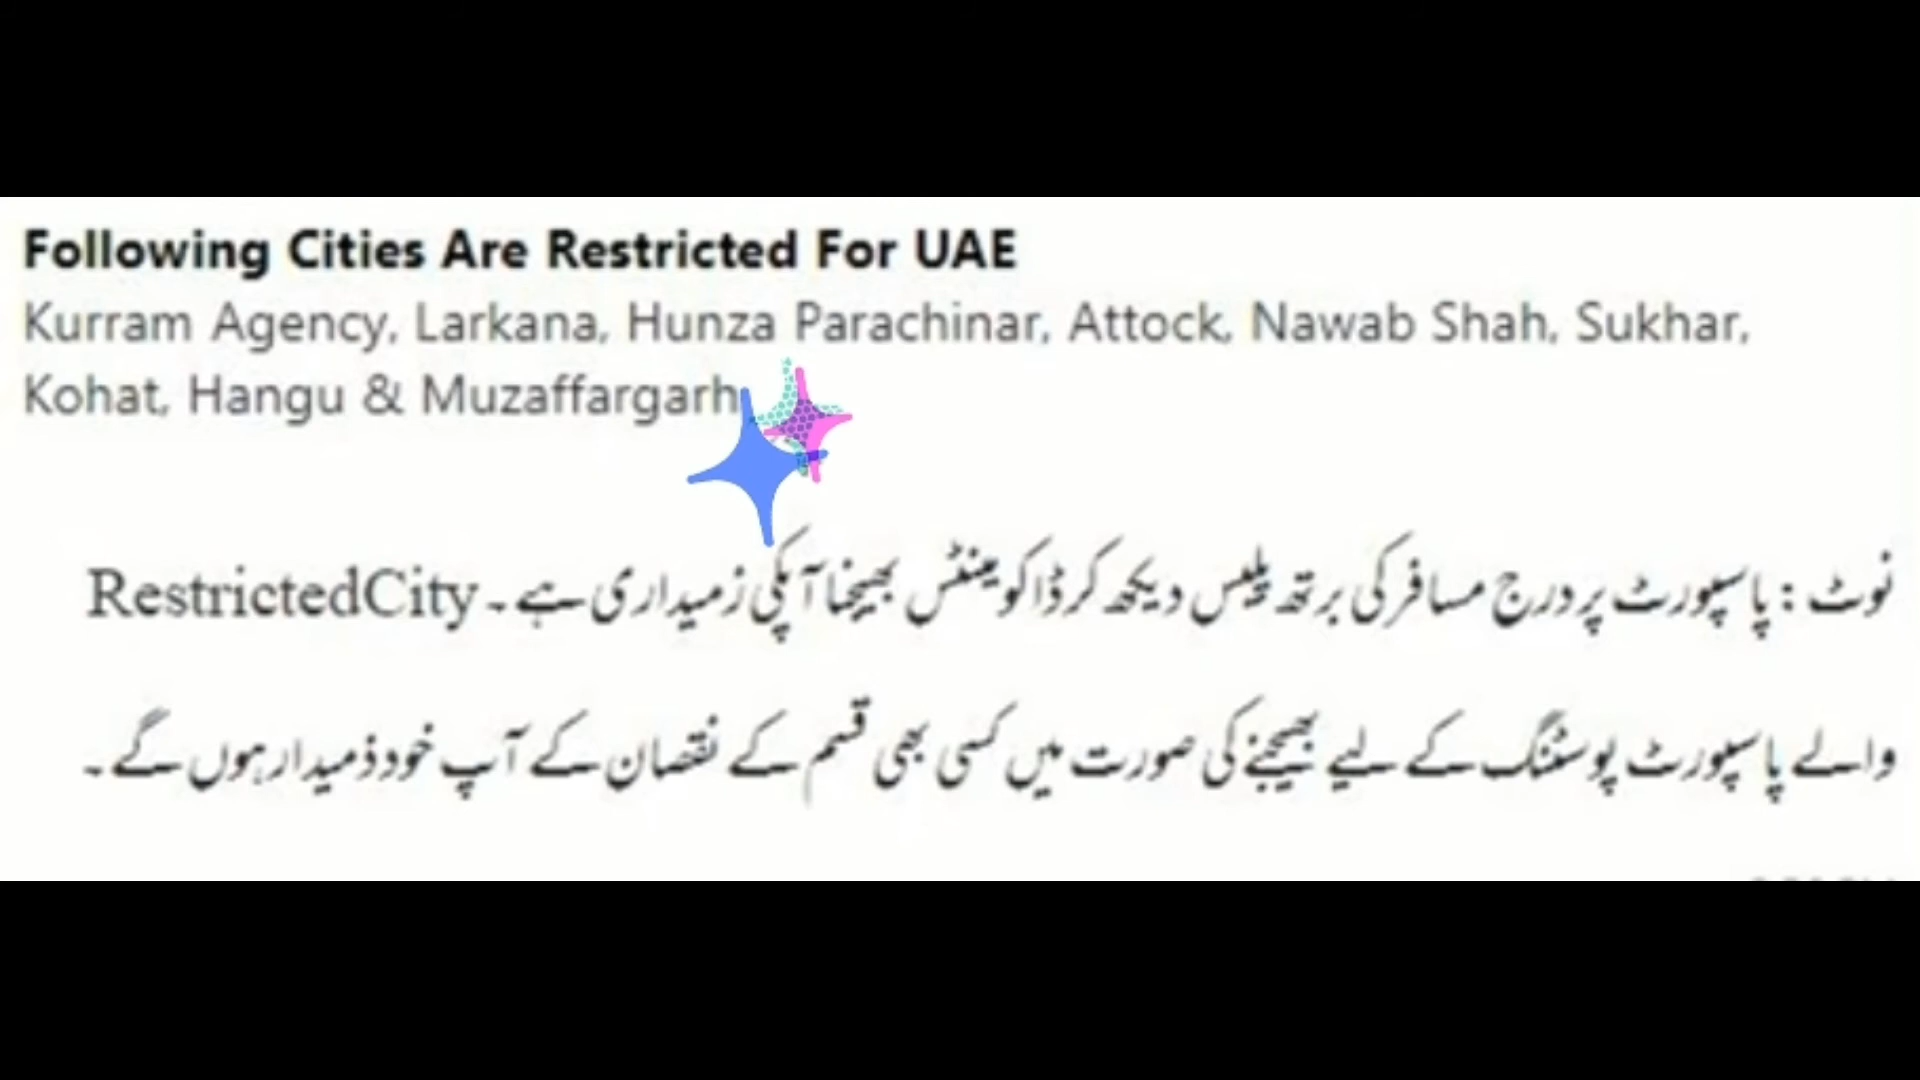 Following Cities Are Restricted For UAE
Kurram Agency, Larkana, Hunza Parachinar, Attock, Nawab Shah, Sukhar,
Kohat, Hangu & Muzaffargarh
نوٹ : پاسپورٹ پر درج مسافر کی برتھ پلیس دیکھ کر ڈاکومینٹس بھیجنا آپکی زمیداری ہے۔ RestrictedCity
والے پاسپورٹ پوسٹنگ کے لیے بھیجنے کی صورت میں کسی بھی قسم کے نقصان کے آپ خود ذمیدار ہوں گے۔